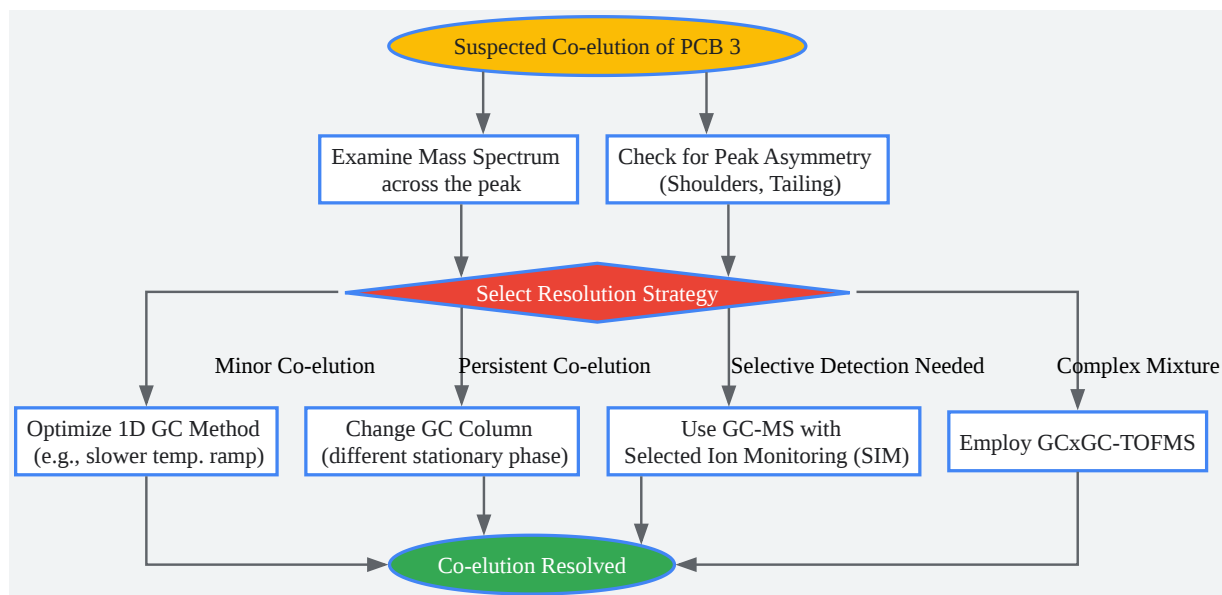 Suspected Co-elution of PCB 3
Examine Mass Spectrum
across the peak
Check for Peak Asymmetry
(Shoulders, Tailing)
Select Resolution Strategy
Minor Co-elution
Persistent Co-elution
Selective Detection Needed
Complex Mixture
Optimize 1D GC Method
(e.g., slower temp. ramp)
Change GC Column
(different stationary phase)
Use GC-MS with
Selected Ion Monitoring (SIM)
Employ GCxGC-TOFMS
Co-elution Resolved